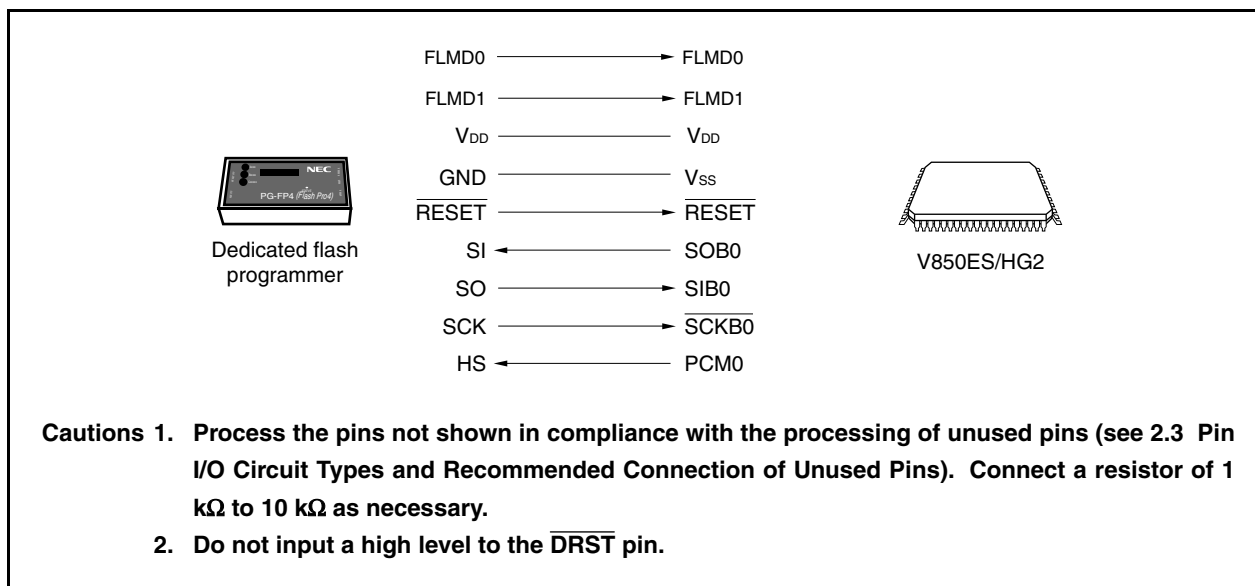 FLMD0 FLMD0
FLMD1 FLMD1
VDD VDD
GND VSS
RESET RESET
SI SOB0
SO SIB0
SCK SCKB0
HS PCM0
NEC
PG-FP4 (Flash Pro4)
Dedicated flash
programmer
V850ES/HG2
Cautions 1. Process the pins not shown in compliance with the processing of unused pins (see 2.3 Pin
I/O Circuit Types and Recommended Connection of Unused Pins). Connect a resistor of 1
kΩ to 10 kΩ as necessary.
2. Do not input a high level to the DRST pin.